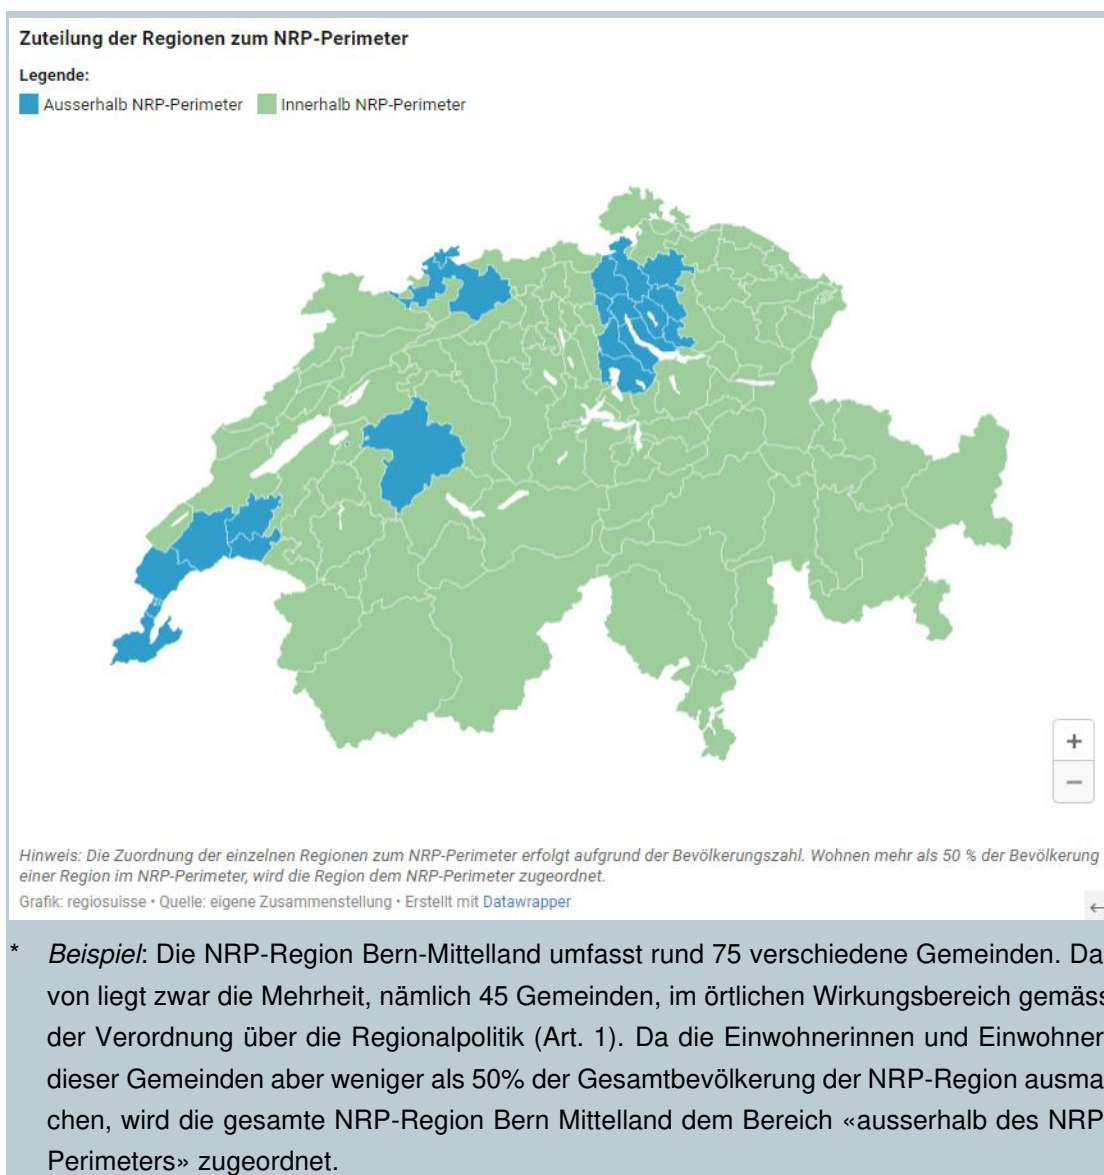 Zuteilung der Regionen zum NRP-Perimeter
Legende:
Ausserhalb NRP-Perimeter Innerhalb NRP-Perimeter
+
−
Hinweis: Die Zuordnung der einzelnen Regionen zum NRP-Perimeter erfolgt aufgrund der Bevölkerungszahl. Wohnen mehr als 50 % der Bevölkerung
einer Region im NRP-Perimeter, wird die Region dem NRP-Perimeter zugeordnet.
Grafik: regiosuisse • Quelle: eigene Zusammenstellung • Erstellt mit Datawrapper
* Beispiel: Die NRP-Region Bern-Mittelland umfasst rund 75 verschiedene Gemeinden. Da
von liegt zwar die Mehrheit, nämlich 45 Gemeinden, im örtlichen Wirkungsbereich gemäss
der Verordnung über die Regionalpolitik (Art. 1). Da die Einwohnerinnen und Einwohner
dieser Gemeinden aber weniger als 50% der Gesamtbevölkerung der NRP-Region ausma
chen, wird die gesamte NRP-Region Bern Mittelland dem Bereich «ausserhalb des NRP
Perimeters» zugeordnet.